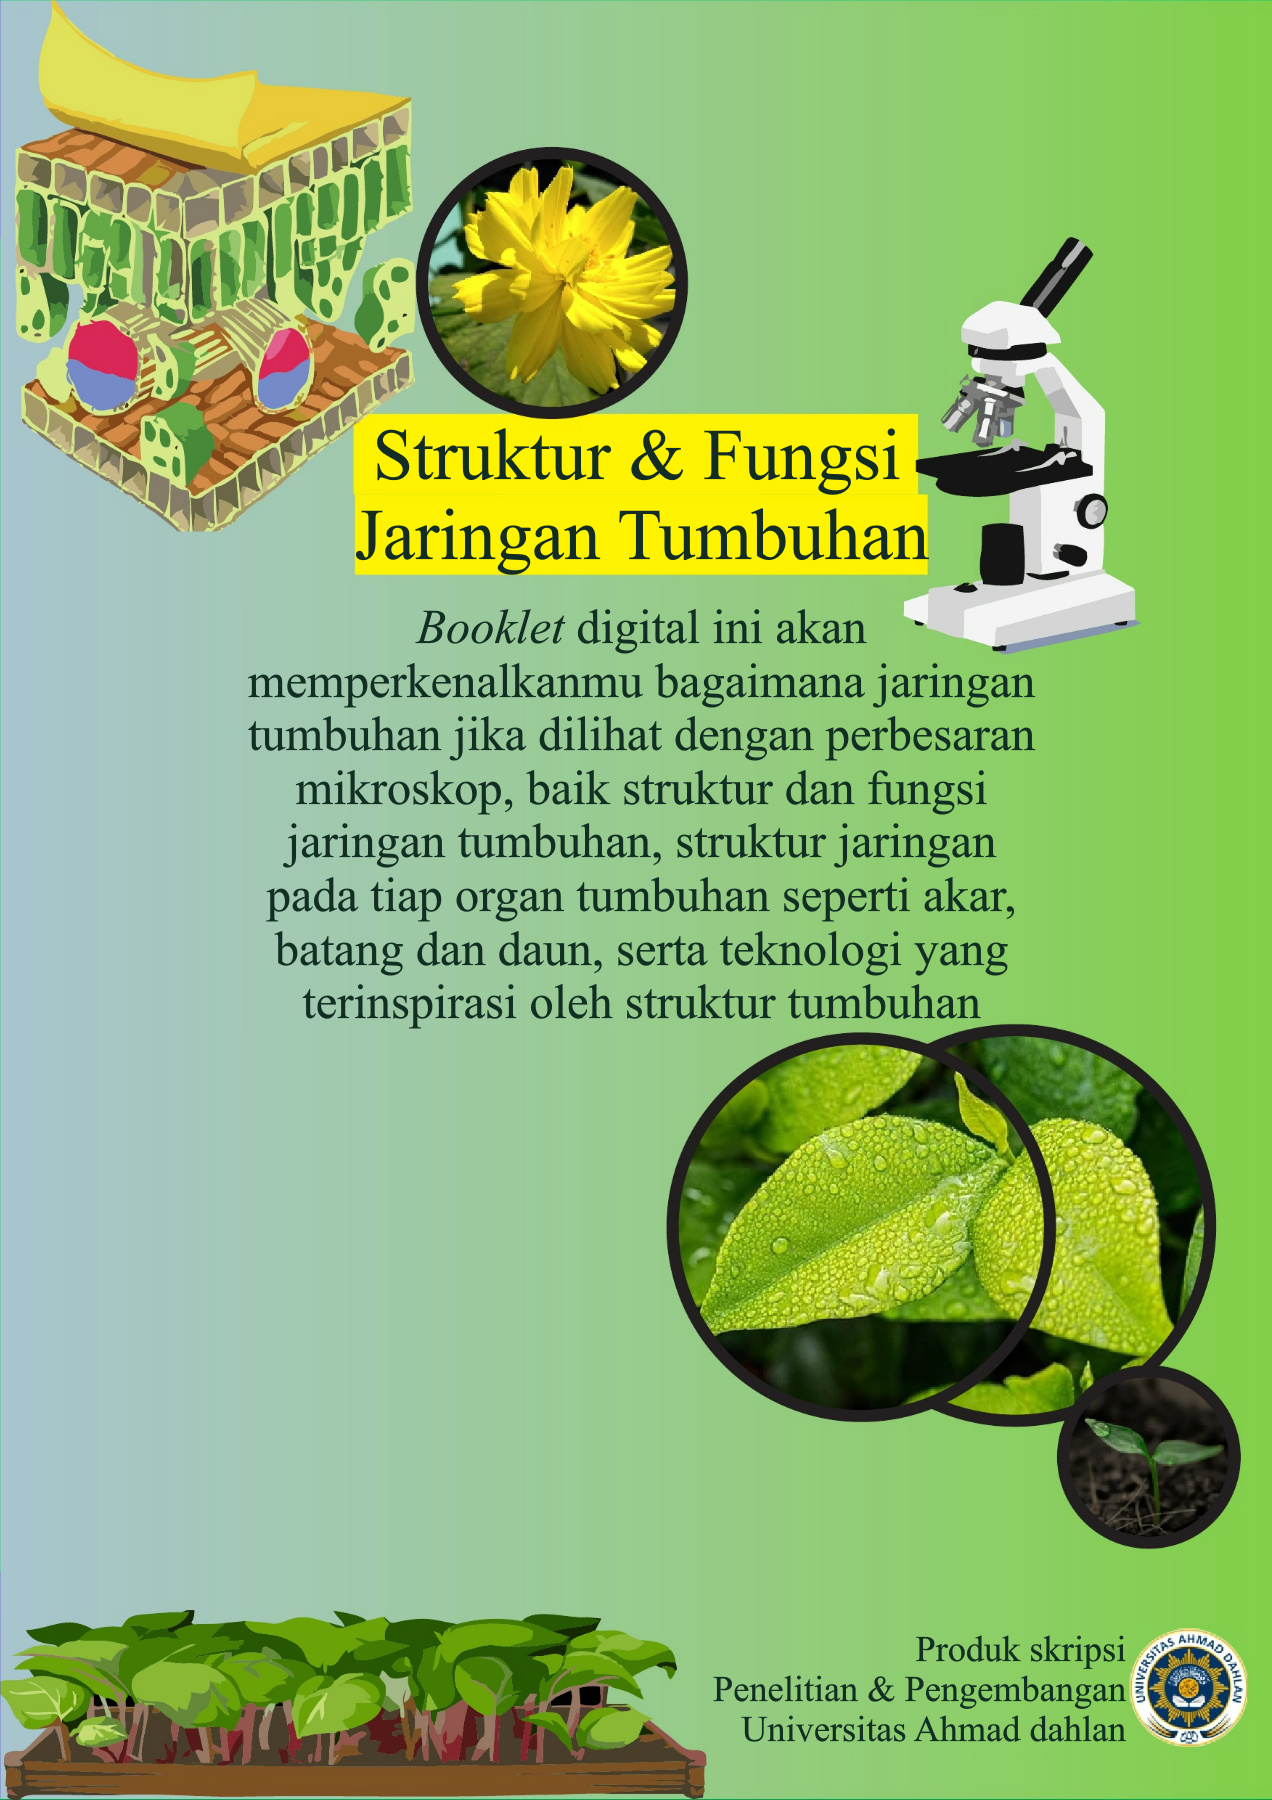 Struktur & Fungsi
Jaringan Tumbuhan
Booklet digital ini akan
memperkenalkanmu bagaimana jaringan
tumbuhan jika dilihat dengan perbesaran
mikroskop, baik struktur dan fungsi
jaringan tumbuhan, struktur jaringan
pada tiap organ tumbuhan seperti akar,
batang dan daun, serta teknologi yang
terinspirasi oleh struktur tumbuhan
Produk skripsi
Penelitian & Pengembangan
Universitas Ahmad dahlan
UNIVERSITAS AHMAD DAHLAN